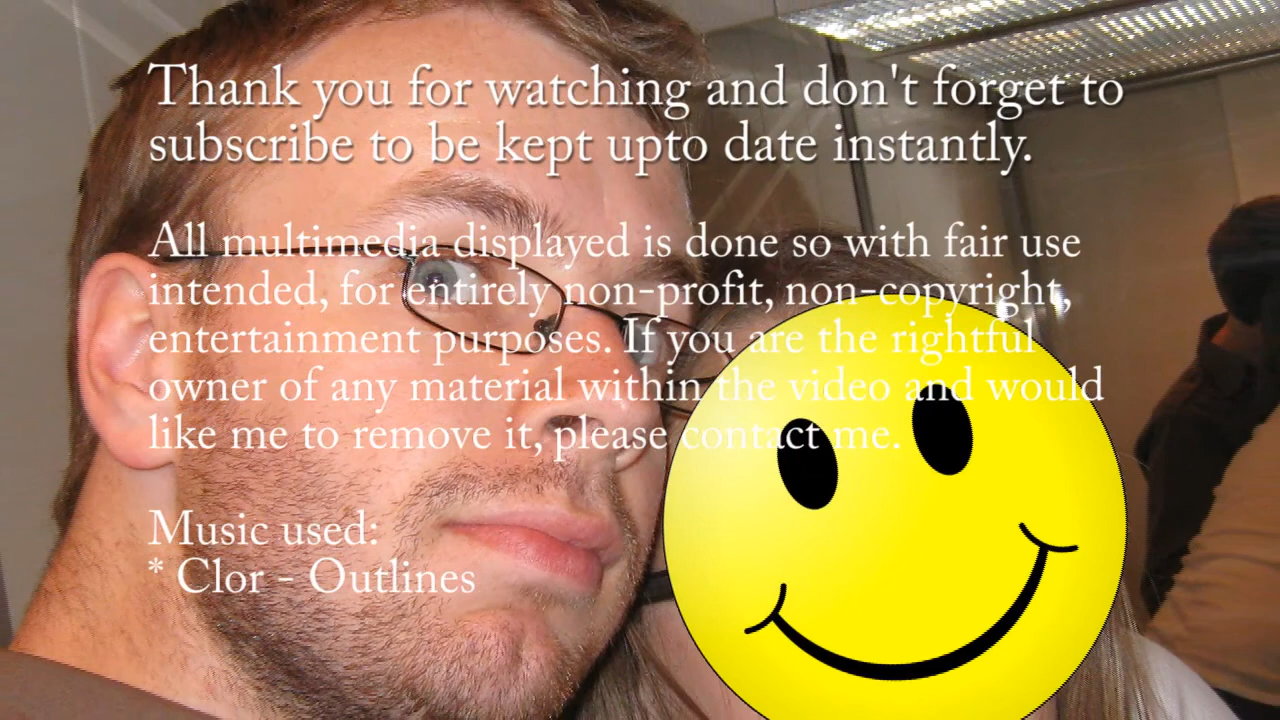 Thank you for watching and don't forget to
subscribe to be kept upto date instantly.
All multimedia displayed is done so with fair use
intended, for entirely non-profit, non-copyright,
entertainment purposes. If you are the rightful
owner of any material within the video and would
like me to remove it, please contact me.
Music used:
* Clor - Outlines